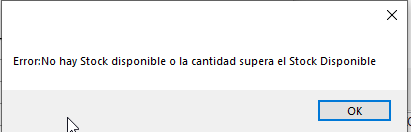 Error:No hay Stock disponible o la cantidad supera el Stock Disponible
OK